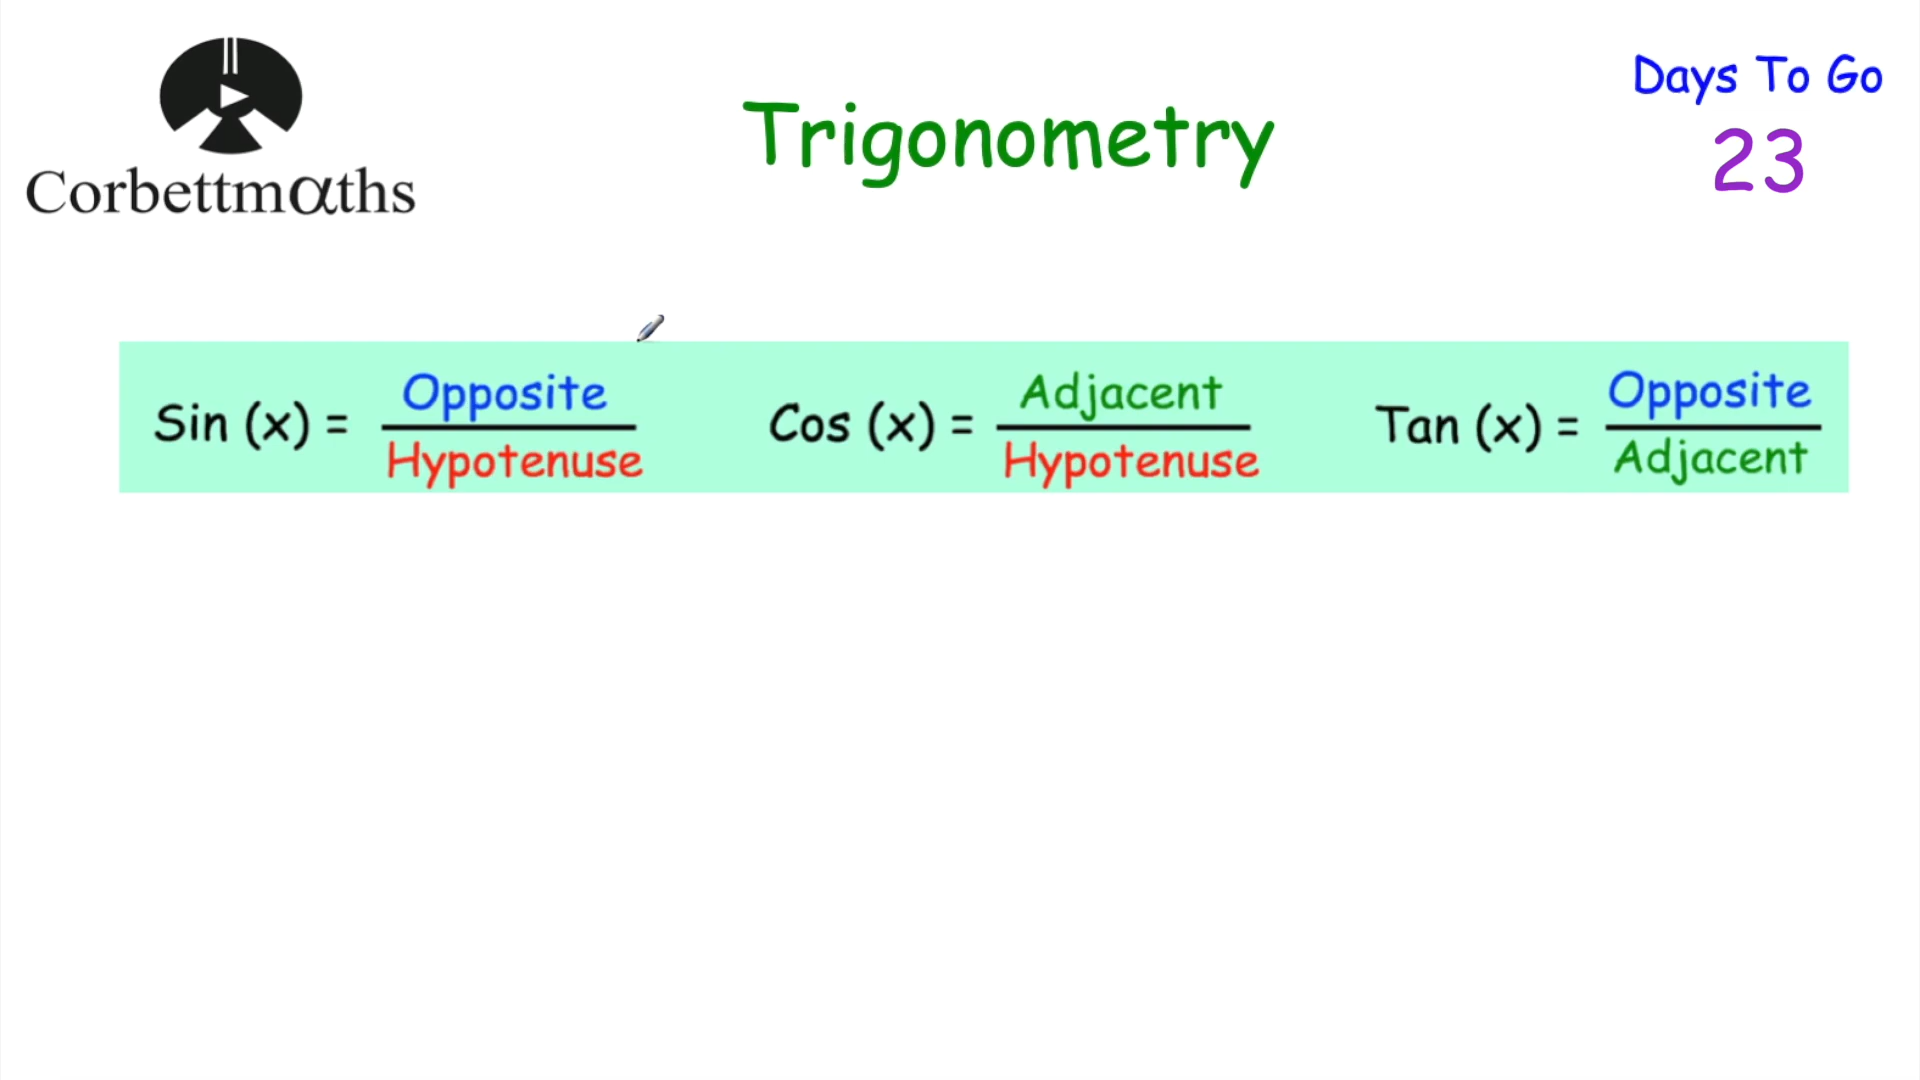 Corbettmαths
Trigonometry
Days To Go
23
Sin (x) = Opposite / Hypotenuse
Cos (x) = Adjacent / Hypotenuse
Tan (x) = Opposite / Adjacent